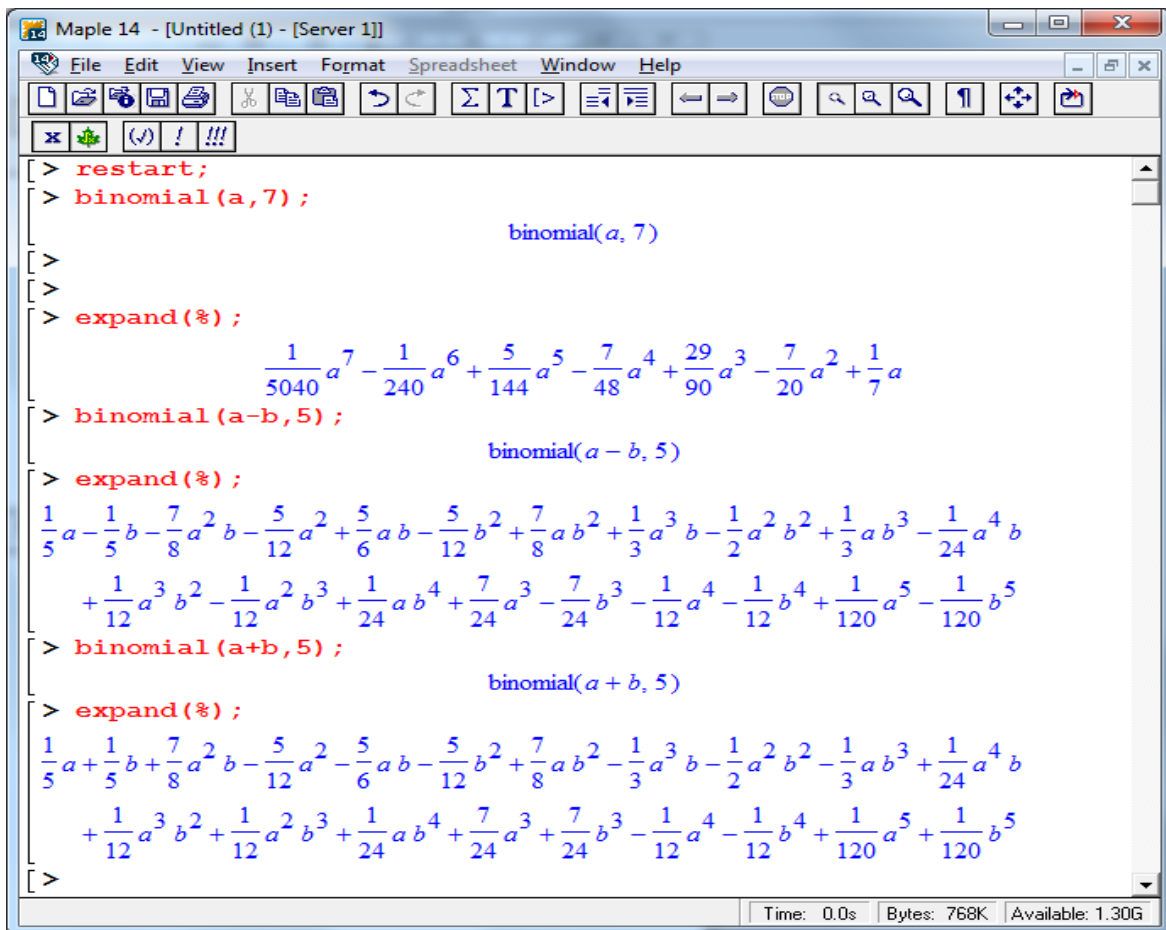 Maple 14 - [Untitled (1) - [Server 1]]
File Edit View Insert Format Spreadsheet Window Help
[> restart;
[> binomial(a,7);
binomial(a, 7)
[>
[>
[> expand(%);
1/5040 a^7 − 1/240 a^6 + 5/144 a^5 − 7/48 a^4 + 29/90 a^3 − 7/20 a^2 + 1/7 a
[> binomial(a-b,5);
binomial(a − b, 5)
[> expand(%);
1/5 a − 1/5 b − 7/8 a^2 b − 5/12 a^2 + 5/6 a b − 5/12 b^2 + 7/8 a b^2 + 1/3 a^3 b − 1/2 a^2 b^2 + 1/3 a b^3 − 1/24 a^4 b
+ 1/12 a^3 b^2 − 1/12 a^2 b^3 + 1/24 a b^4 + 7/24 a^3 − 7/24 b^3 − 1/12 a^4 − 1/12 b^4 + 1/120 a^5 − 1/120 b^5
[> binomial(a+b,5);
binomial(a + b, 5)
[> expand(%);
1/5 a + 1/5 b + 7/8 a^2 b − 5/12 a^2 − 5/6 a b − 5/12 b^2 + 7/8 a b^2 − 1/3 a^3 b − 1/2 a^2 b^2 − 1/3 a b^3 + 1/24 a^4 b
+ 1/12 a^3 b^2 + 1/12 a^2 b^3 + 1/24 a b^4 + 7/24 a^3 + 7/24 b^3 − 1/12 a^4 − 1/12 b^4 + 1/120 a^5 + 1/120 b^5
[>
Time: 0.0s Bytes: 768K Available: 1.30G